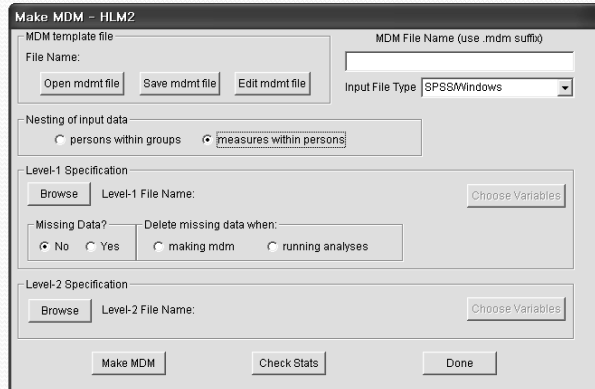 Make MDM - HLM2
MDM template file
File Name:
Open mdmt file Save mdmt file Edit mdmt file
MDM File Name (use .mdm suffix)
Input File Type SPSS/Windows
Nesting of input data
persons within groups measures within persons
Level-1 Specification
Browse Level-1 File Name: Choose Variables
Missing Data? Delete missing data when:
No Yes making mdm running analyses
Level-2 Specification
Browse Level-2 File Name: Choose Variables
Make MDM Check Stats Done